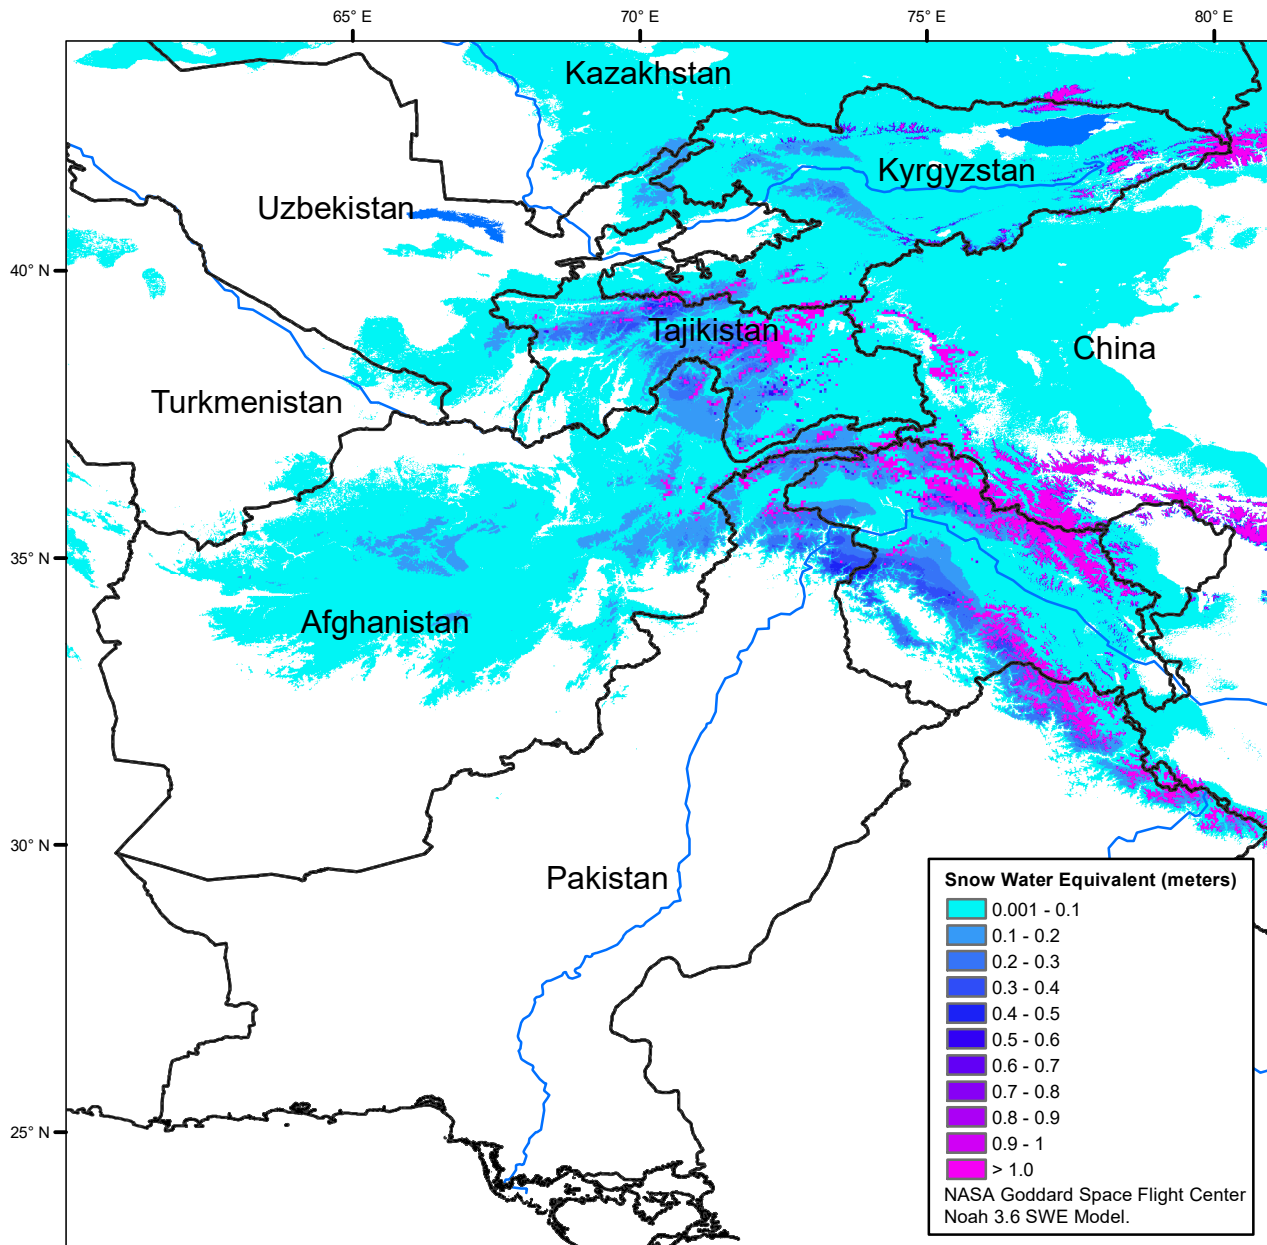 65° E
70° E
75° E
80° E
Kazakhstan
Kyrgyzstan
Uzbekistan
40° N
Tajikistan
China
Turkmenistan
35° N
Afghanistan
30° N
Pakistan
25° N
Snow Water Equivalent (meters)
0.001 - 0.1
0.1 - 0.2
0.2 - 0.3
0.3 - 0.4
0.4 - 0.5
0.5 - 0.6
0.6 - 0.7
0.7 - 0.8
0.8 - 0.9
0.9 - 1
> 1.0
NASA Goddard Space Flight Center
Noah 3.6 SWE Model.